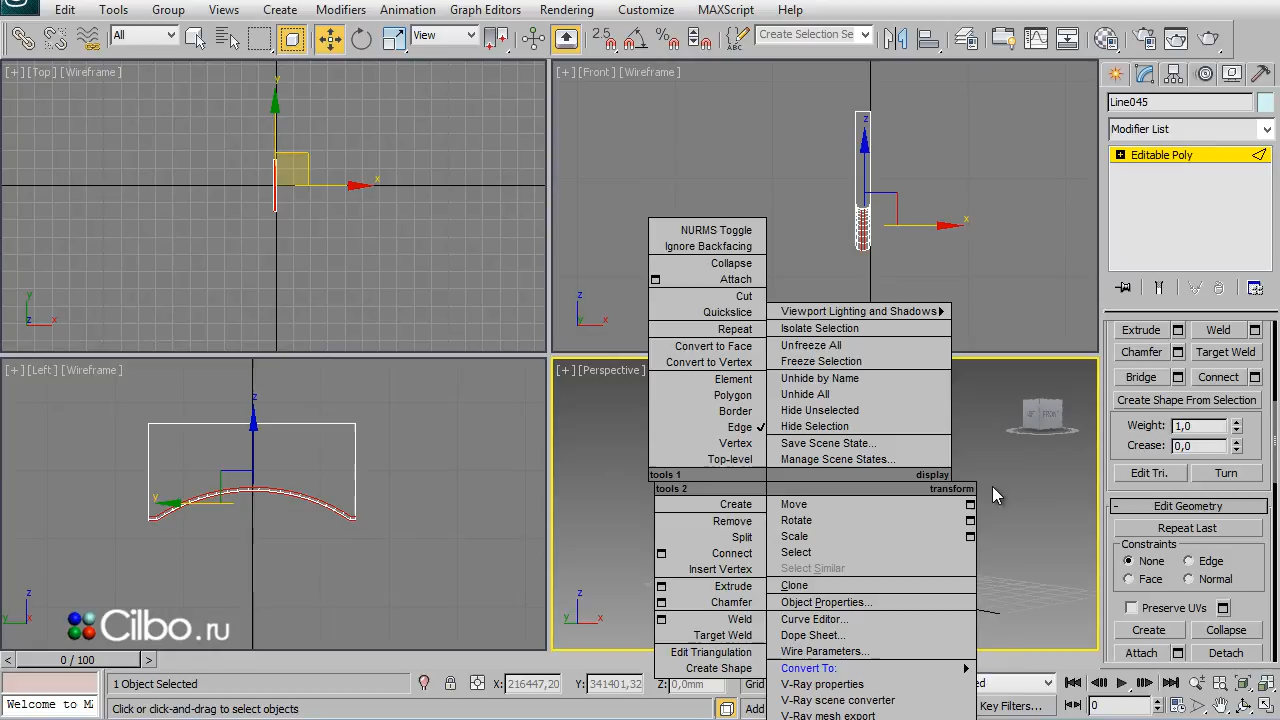 Edit Tools Group Views Create Modifiers Animation Graph Editors Rendering Customize MAXScript Help
All View 2.5 Create Selection Se
[+] [Top] [Wireframe]
y
x
y
z x
[+] [Front] [Wireframe]
z
x
z
x
[+] [Left] [Wireframe]
z
y
z
y
Cilbo.ru
[+] [Perspective]
FRONT
z
y
NURMS Toggle
Ignore Backfacing
Collapse
Attach
Cut
Quickslice
Repeat
Convert to Face
Convert to Vertex
Element
Polygon
Border
Edge
Vertex
Top-level
tools 1
Viewport Lighting and Shadows
Isolate Selection
Unfreeze All
Freeze Selection
Unhide by Name
Unhide All
Hide Unselected
Hide Selection
Save Scene State...
Manage Scene States...
display
tools 2
Create
Remove
Split
Connect
Insert Vertex
Extrude
Chamfer
Weld
Target Weld
Edit Triangulation
Create Shape
transform
Move
Rotate
Scale
Select
Select Similar
Clone
Object Properties...
Curve Editor...
Dope Sheet...
Wire Parameters...
Convert To:
V-Ray properties
V-Ray scene converter
V-Ray mesh export
Line045
Modifier List
Editable Poly
Extrude Weld
Chamfer Target Weld
Bridge Connect
Create Shape From Selection
Weight: 1,0
Crease: 0,0
Edit Tri. Turn
- Edit Geometry
Repeat Last
Constraints
None Edge
Face Normal
Preserve UVs
Create Collapse
Attach Detach
< 0 / 100 >
Welcome to M
1 Object Selected
X: 216447,20 Y: 341401,32 Z: 0,0mm Grid
Click or click-and-drag to select objects
Add
Key Filters... 0